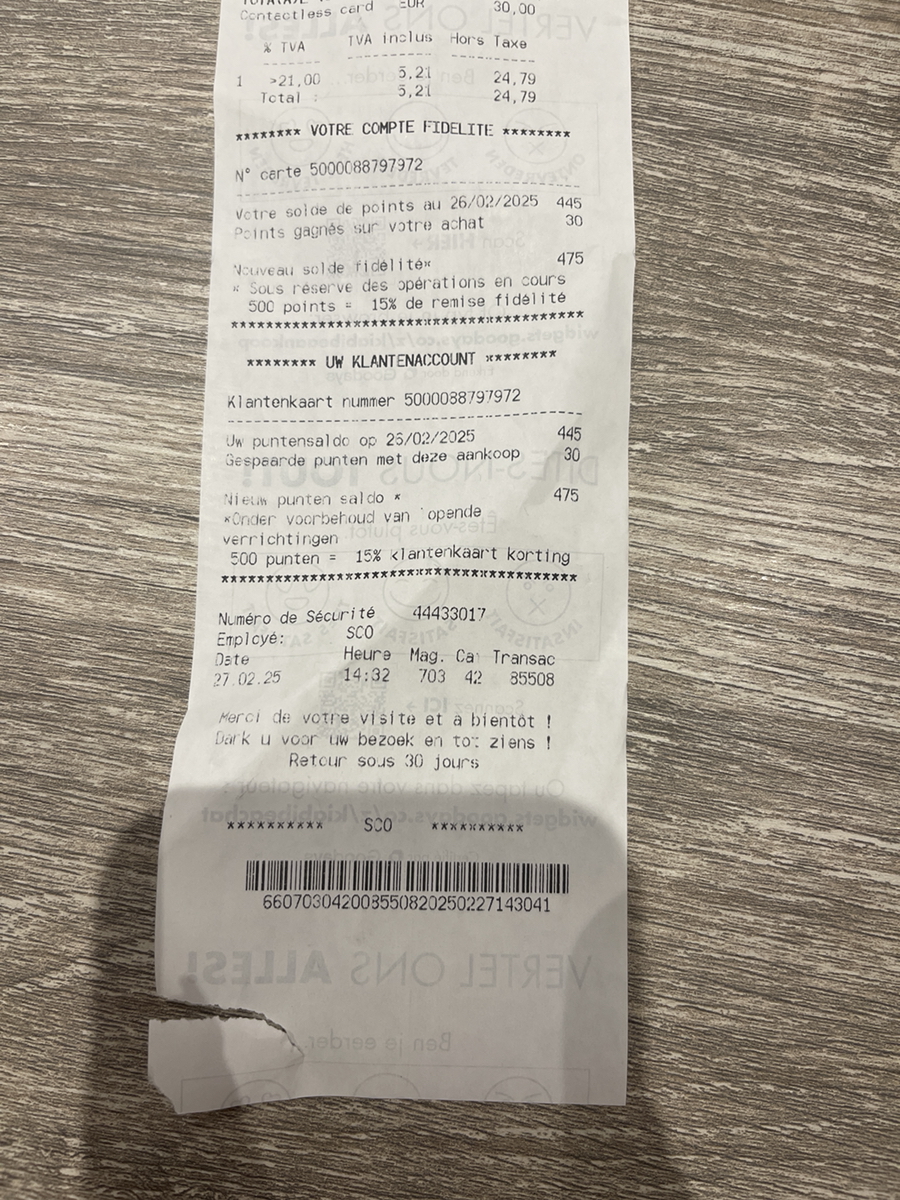 Contactless card EUR 30,00
% TVA TVA inclus Hors Taxe
1 >21,00 5,21 24,79
Total : 5,21 24,79
******** VOTRE COMPTE FIDELITE ********
N° carte 5000088797972
Votre solde de points au 26/02/2025 445
Points gagnés sur votre achat 30
Nouveau solde fidélité* 475
* Sous réserve des opérations en cours
500 points = 15% de remise fidélité
****************************************
******** UW KLANTENACCOUNT ********
Klantenkaart nummer 5000088797972
Uw puntensaldo op 26/02/2025 445
Gespaarde punten met deze aankoop 30
Nieuw punten saldo * 475
*Onder voorbehoud van opende
verrichtingen
500 punten = 15% klantenkaart korting
****************************************
Numéro de Sécurité 44433017
Employé: SCO
Date Heure Mag. Cai Transac
27.02.25 14:32 703 42 85508
Merci de votre visite et à bientôt !
Dank u voor uw bezoek en tot ziens !
Retour sous 30 jours
********** SCO **********
660703042008550820250227143041